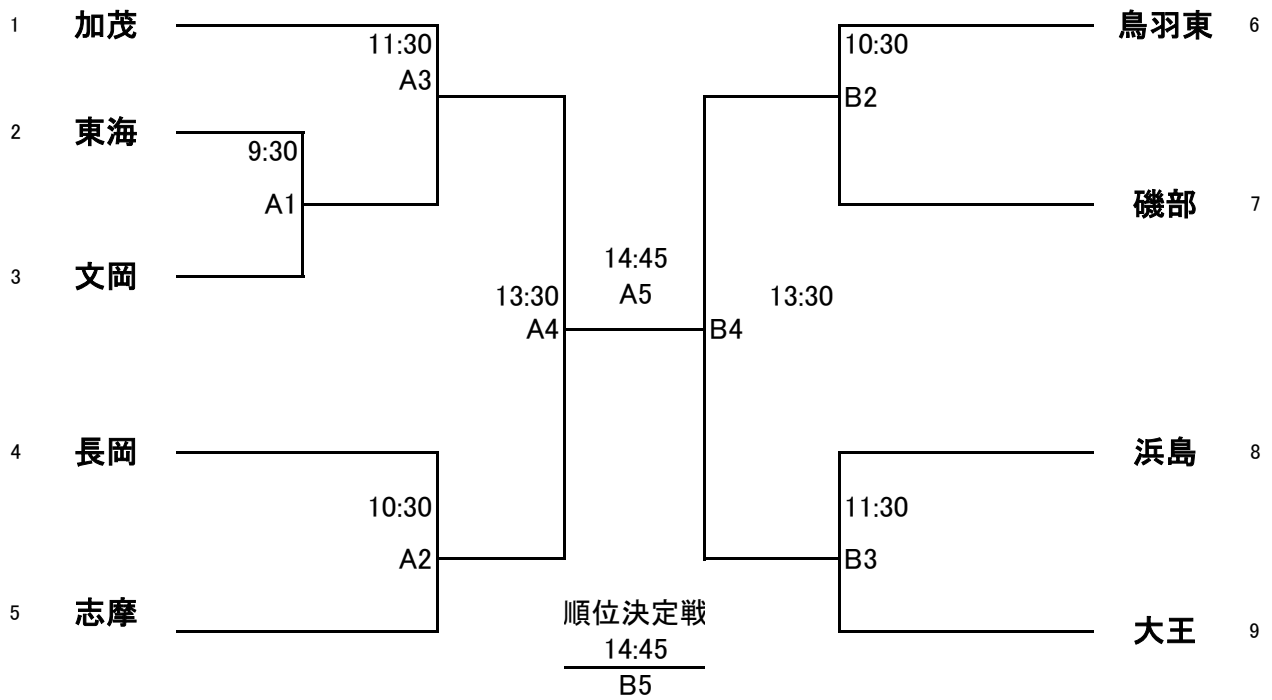 1 加茂
11:30
A3
2 東海
9:30
A1
3 文岡
13:30
A4
4 長岡
10:30
A2
5 志摩
14:45
A5
順位決定戦
14:45
B5
鳥羽東 6
10:30
B2
磯部 7
13:30
B4
浜島 8
11:30
B3
大王 9